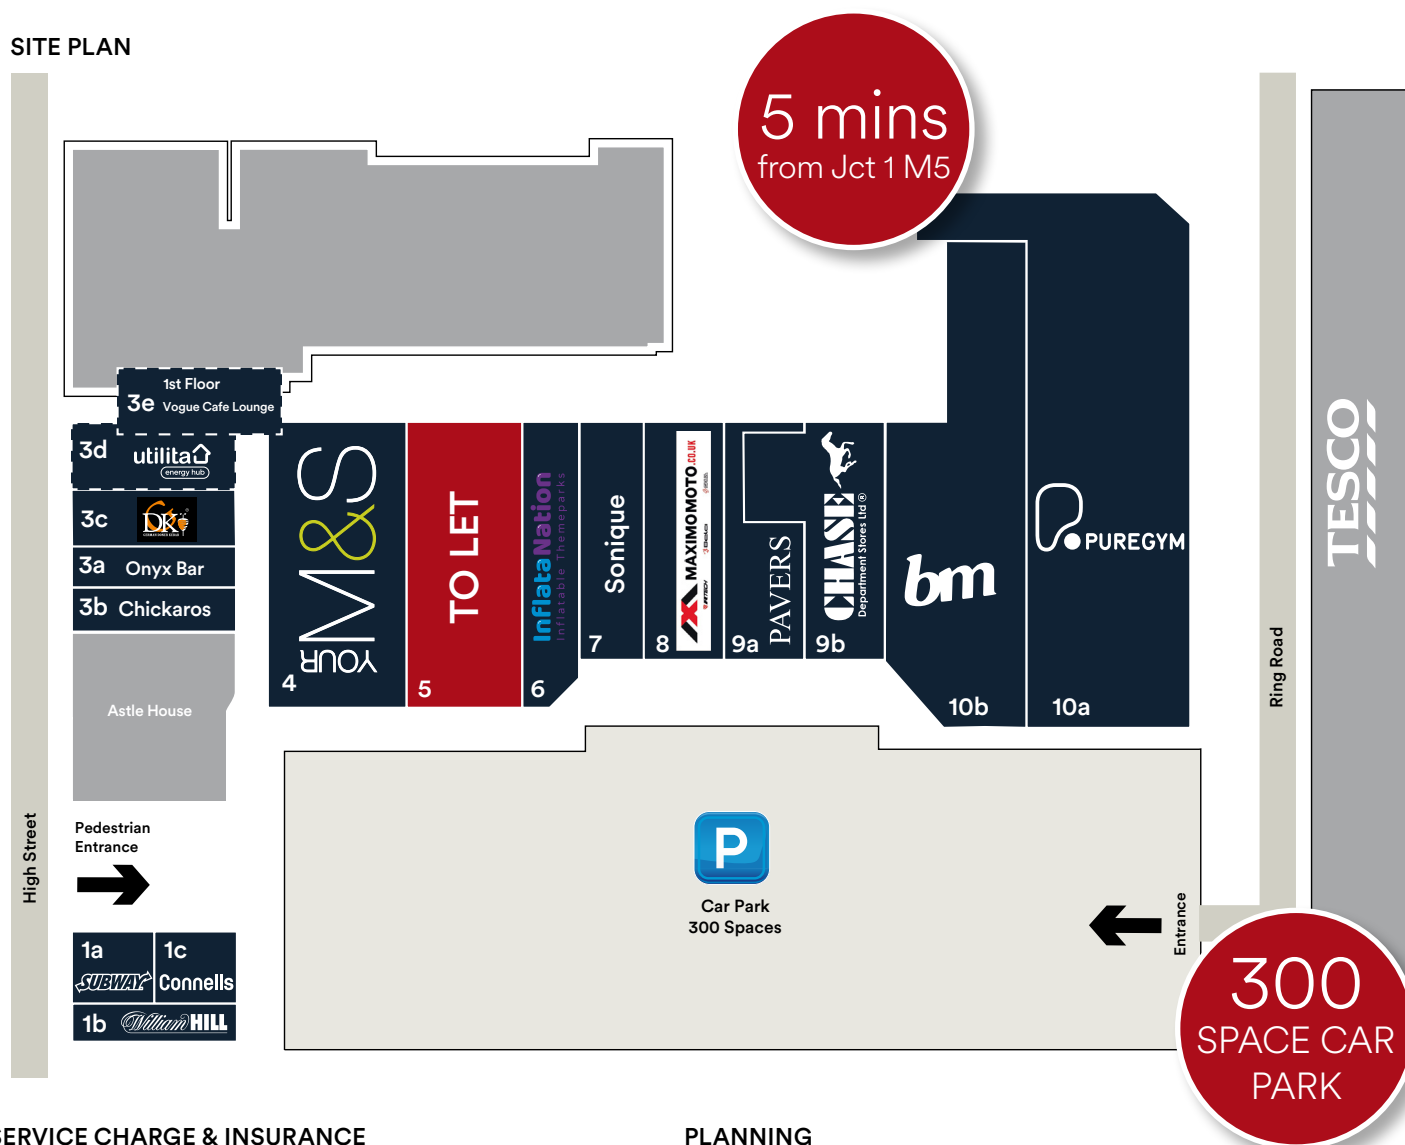 SITE PLAN
5 mins
from Jct 1 M5
1st Floor
3e Vogue Cafe Lounge
3d utilita
energy hub
3c DK
GERMAN DONER KEBAB
3a Onyx Bar
3b Chickaros
Astle House
Pedestrian
Entrance
High Street
1a SUBWAY
1c Connells
1b William HILL
4 YOUR M&S
5 TO LET
6 InflataNation
Inflatable Themeparks
7 Sonique
8 MAXIMOMOTO.CO.UK
9a PAVERS
9b CHASE
Department Stores Ltd®
10b bm
10a PUREGYM
TESCO
Ring Road
P
Car Park
300 Spaces
Entrance
300
SPACE CAR
PARK
SERVICE CHARGE & INSURANCE
PLANNING